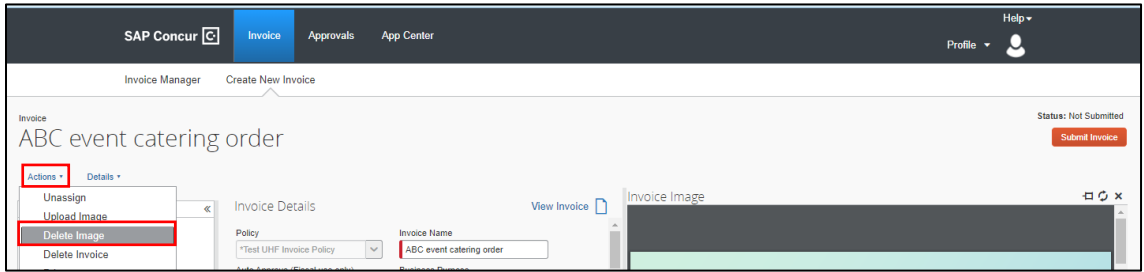 Help
SAP Concur C Invoice Approvals App Center
Profile
Invoice Manager Create New Invoice
Invoice
Status: Not Submitted
ABC event catering order
Submit Invoice
Actions Details
Unassign
Upload Image
Delete Image
Delete Invoice
Invoice Details View Invoice
Policy Invoice Name
*Test UHF Invoice Policy ABC event catering order
Invoice Image